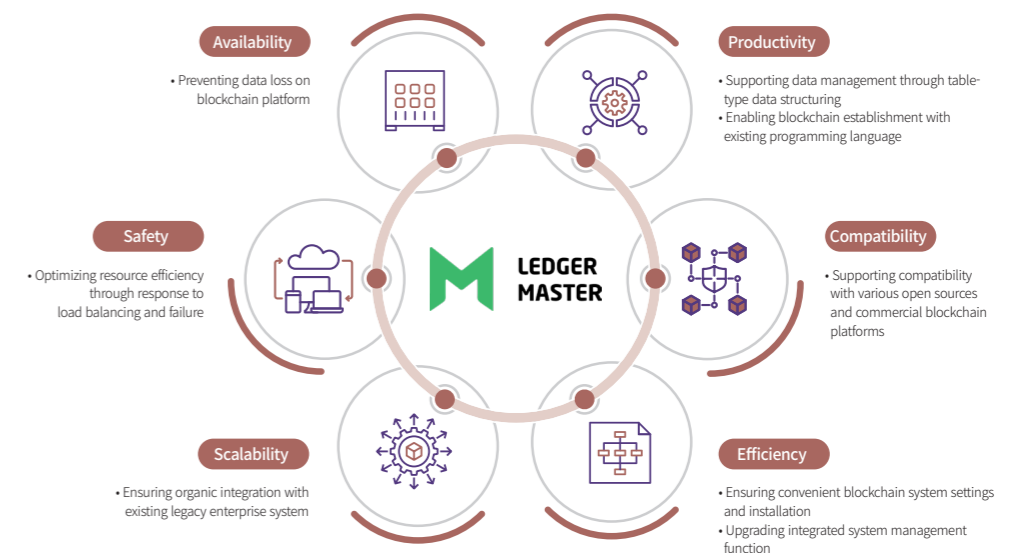 Availability
• Preventing data loss on
blockchain platform
Productivity
• Supporting data management through table-
type data structuring
• Enabling blockchain establishment with
existing programming language
Safety
• Optimizing resource efficiency
through response to
load balancing and failure
LEDGER
MASTER
Compatibility
• Supporting compatibility
with various open sources
and commercial blockchain
platforms
Scalability
• Ensuring organic integration with
existing legacy enterprise system
Efficiency
• Ensuring convenient blockchain system settings
and installation
• Upgrading integrated system management
function